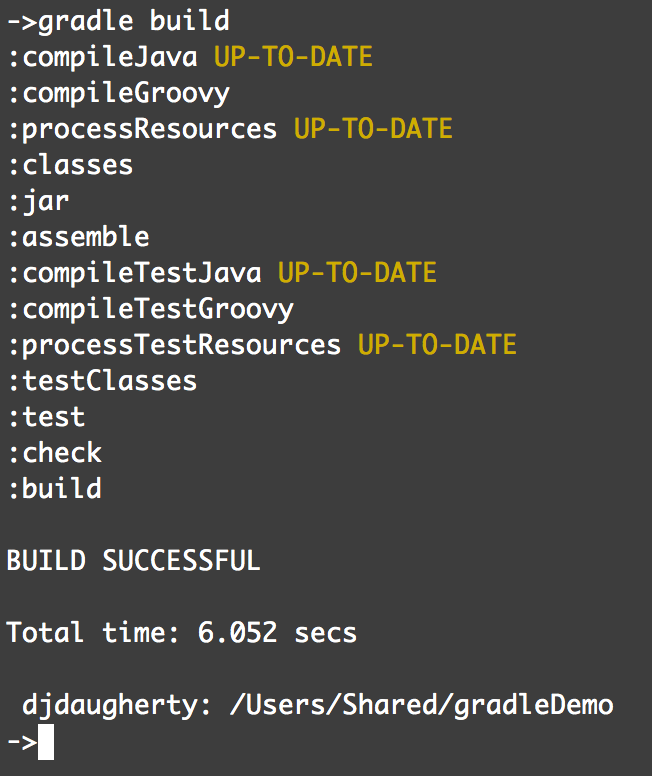 ->gradle build
:compileJava UP-TO-DATE
:compileGroovy
:processResources UP-TO-DATE
:classes
:jar
:assemble
:compileTestJava UP-TO-DATE
:compileTestGroovy
:processTestResources UP-TO-DATE
:testClasses
:test
:check
:build
BUILD SUCCESSFUL
Total time: 6.052 secs
djdaugherty: /Users/Shared/gradleDemo
->